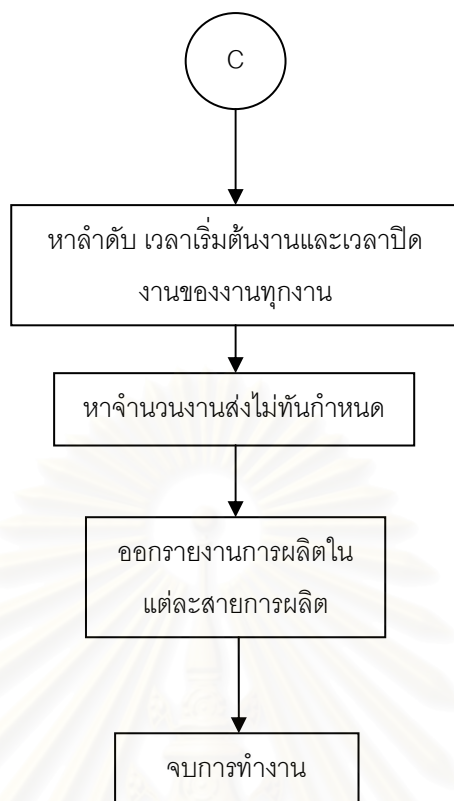 C
หาลำดับ เวลาเริ่มต้นงานและเวลาปิด
งานของงานทุกงาน
หาจำนวนงานส่งไม่ทันกำหนด
ออกรายงานการผลิตใน
แต่ละสายการผลิต
จบการทำงาน